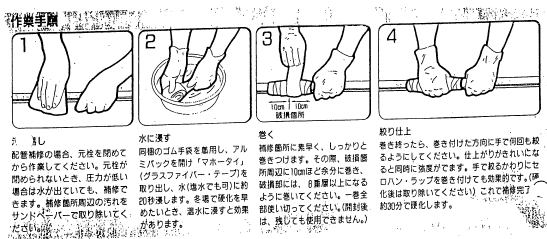 作業手順
1
し
配管補修の場合、元栓を閉めて
から作業してください。元栓が
閉められないとき、圧力が低い
場合は水が出ていても、補修で
きます。補修箇所周辺の汚れを
サンドペーパーで取り除いてく
2
水に浸す
同梱のゴム手袋を着用し、アル
ミパックを開け「マホータイ」
(グラスファイバー・テープ)を
取り出し、水(塩水でも可)に約
20秒浸します。冬場で硬化を早
めたいとき、温水に浸すと効果
があります。
3
10cm 10cm
破損箇所
巻く
補修箇所に素早く、しっかりと
巻きつけます。その際、破損箇
所周辺に10cmほど余分に巻き、
破損部には、8重層以上になる
ように巻いてください。一巻全
部使い切ってください。(開封後
は、残しても使用できません。)
4
絞り仕上
巻き終ったら、巻き付けた方向に手で何回も絞
るようにしてください。仕上がりがきれいにな
ると同時に強度がでます。手で絞るかわりにセ
ロハン・ラップを巻き付けても効果的です。(硬
化後は取り除いてください)これで補修完了
約30分で硬化します。